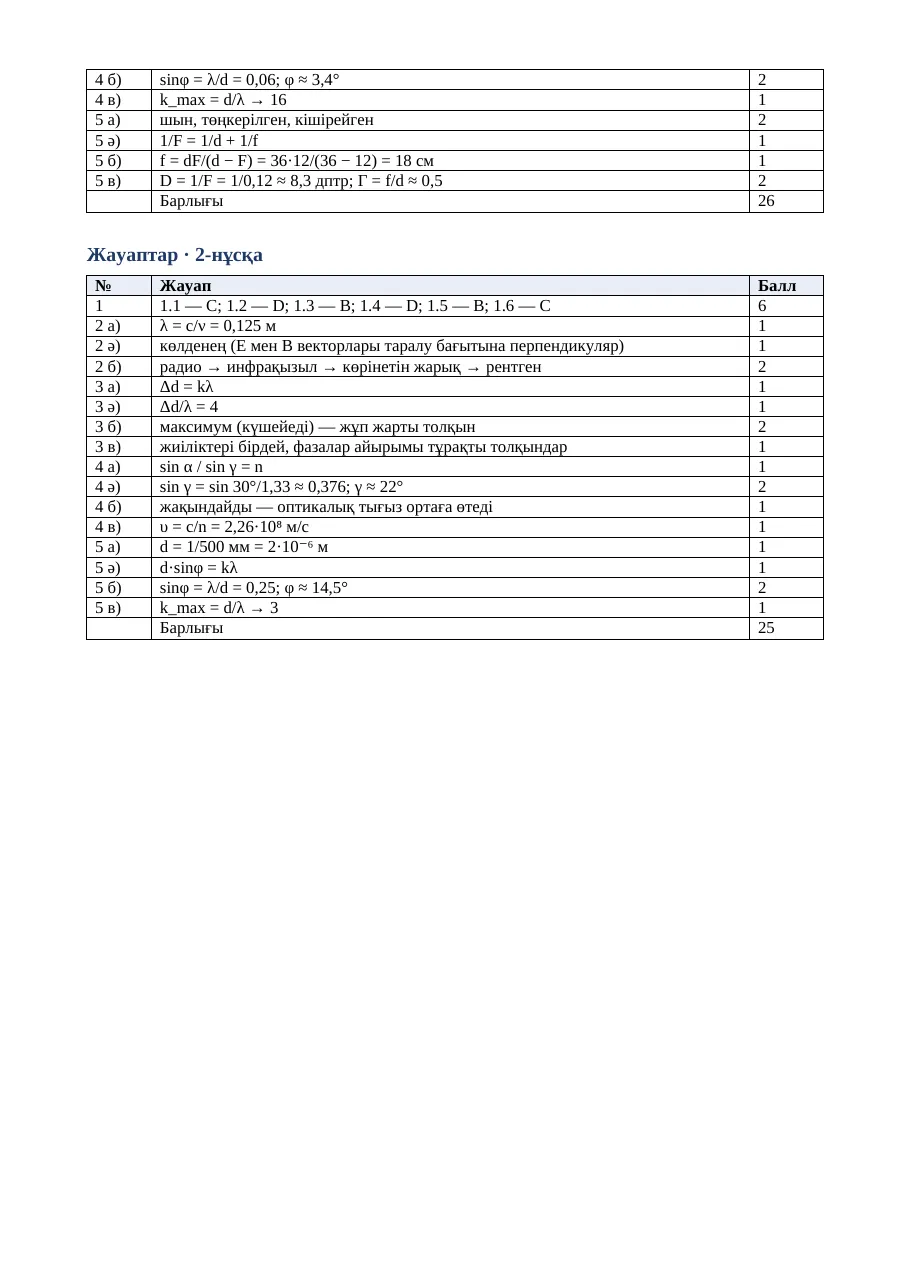 4 б) sinφ = λ/d = 0,06; φ ≈ 3,4° 2
4 в) k_max = d/λ → 16 1
5 а) шын, төңкерілген, кішірейген 2
5 ә) 1/F = 1/d + 1/f 1
5 б) f = dF/(d − F) = 36·12/(36 − 12) = 18 см 1
5 в) D = 1/F = 1/0,12 ≈ 8,3 дптр; Γ = f/d ≈ 0,5 2
Барлығы 26
Жауаптар · 2-нұсқа
№ Жауап Балл
1 1.1 — C; 1.2 — D; 1.3 — B; 1.4 — D; 1.5 — B; 1.6 — C 6
2 а) λ = c/ν = 0,125 м 1
2 ә) көлденең (E мен B векторлары таралу бағытына перпендикуляр) 1
2 б) радио → инфрақызыл → көрінетін жарық → рентген 2
3 а) Δd = kλ 1
3 ә) Δd/λ = 4 1
3 б) максимум (күшейеді) — жұп жарты толқын 2
3 в) жиіліктері бірдей, фазалар айырымы тұрақты толқындар 1
4 а) sin α / sin γ = n 1
4 ә) sin γ = sin 30°/1,33 ≈ 0,376; γ ≈ 22° 2
4 б) жақындайды — оптикалық тығыз ортаға өтеді 1
4 в) υ = c/n = 2,26·10⁸ м/с 1
5 а) d = 1/500 мм = 2·10⁻⁶ м 1
5 ә) d·sinφ = kλ 1
5 б) sinφ = λ/d = 0,25; φ ≈ 14,5° 2
5 в) k_max = d/λ → 3 1
Барлығы 25